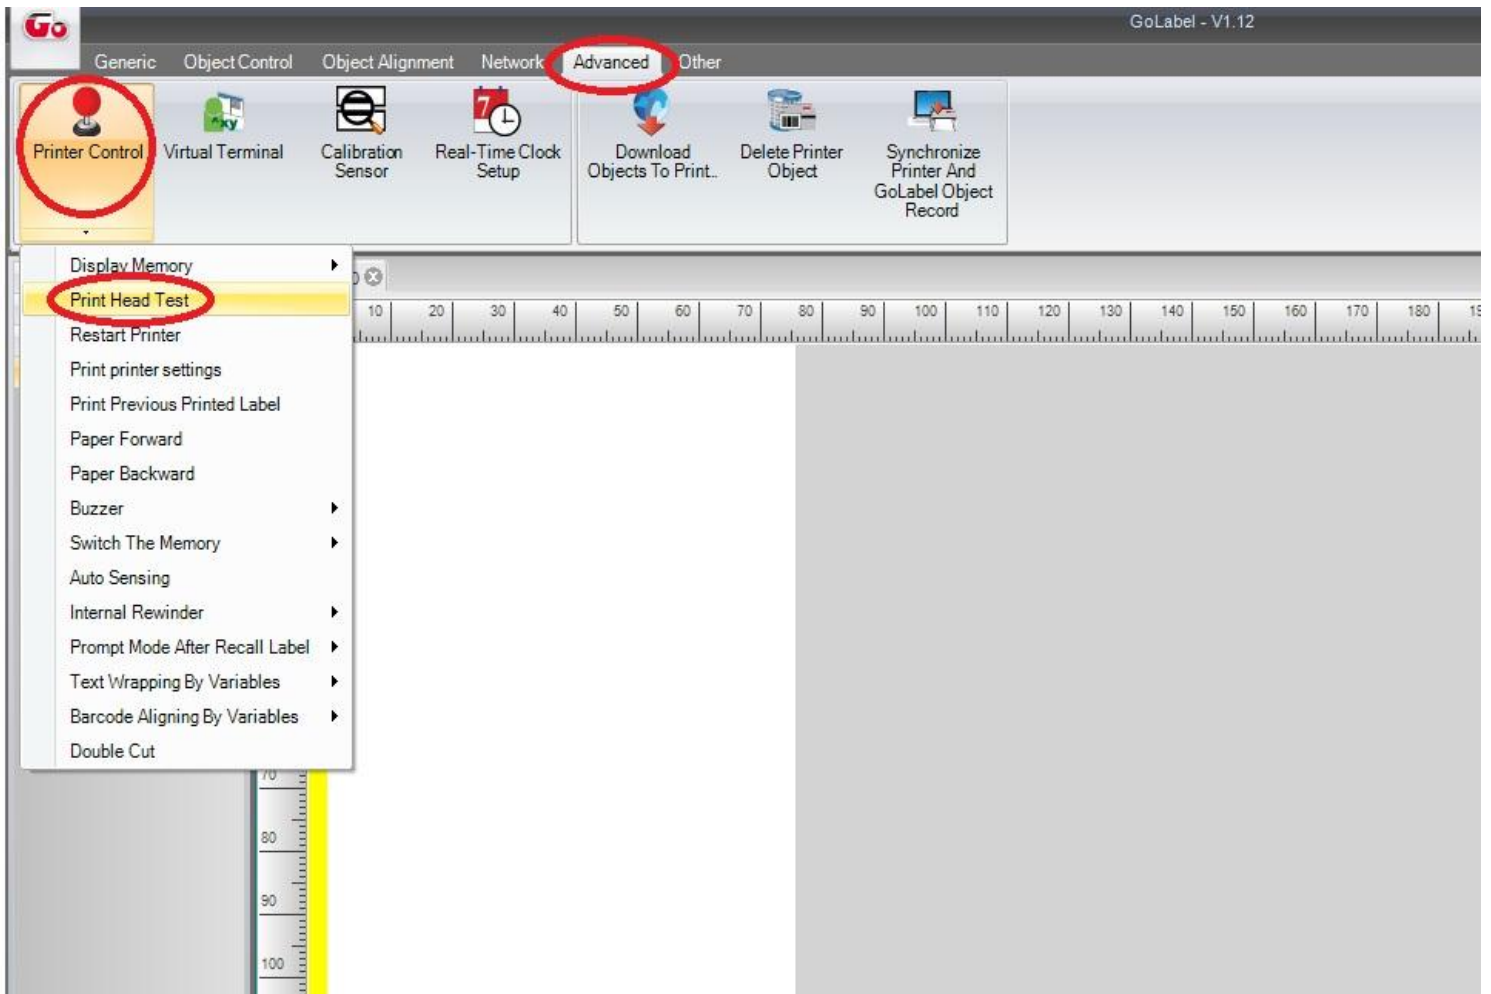 Go
GoLabel - V1.12
Generic Object Control Object Alignment Network Advanced Other
Printer Control
Virtual Terminal
Calibration
Sensor
Real-Time Clock
Setup
Download
Objects To Print..
Delete Printer
Object
Synchronize
Printer And
GoLabel Object
Record
Display Memory
Print Head Test
Restart Printer
Print printer settings
Print Previous Printed Label
Paper Forward
Paper Backward
Buzzer
Switch The Memory
Auto Sensing
Internal Rewinder
Prompt Mode After Recall Label
Text Wrapping By Variables
Barcode Aligning By Variables
Double Cut
10 20 30 40 50 60 70 80 90 100 110 120 130 140 150 160 170 180
70
80
90
100